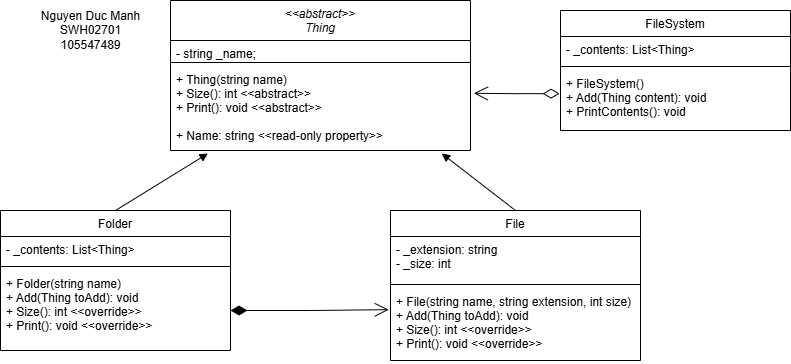 Nguyen Duc Manh
SWH02701
105547489
<<abstract>>
Thing
- string _name;
+ Thing(string name)
+ Size(): int <<abstract>>
+ Print(): void <<abstract>>
+ Name: string <<read-only property>>
FileSystem
- _contents: List<Thing>
+ FileSystem()
+ Add(Thing content): void
+ PrintContents(): void
Folder
- _contents: List<Thing>
+ Folder(string name)
+ Add(Thing toAdd): void
+ Size(): int <<override>>
+ Print(): void <<override>>
File
- _extension: string
- _size: int
+ File(string name, string extension, int size)
+ Add(Thing toAdd): void
+ Size(): int <<override>>
+ Print(): void <<override>>